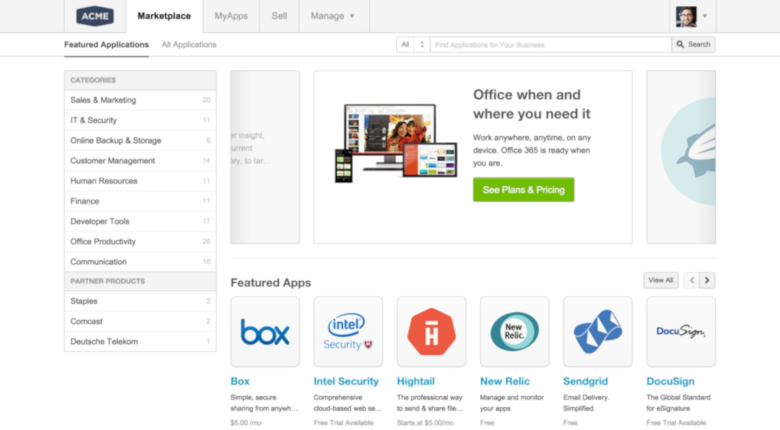 ACME
Marketplace
MyApps
Sell
Manage
Featured Applications
All Applications
All
Find Applications for Your Business
Search
CATEGORIES
Sales & Marketing 20
IT & Security 11
Online Backup & Storage 6
Customer Management 14
Human Resources 11
Finance 11
Developer Tools 17
Office Productivity 26
Communication 10
PARTNER PRODUCTS
Staples 2
Comcast 2
Deutsche Telekom 1
er insight,
current
ory, to tar...
Office when and
where you need it
Work anywhere, anytime, on any
device. Office 365 is ready when
you are.
See Plans & Pricing
Featured Apps
View All
box
Box
Simple, secure
sharing from anywh...
$5.00 /mo
intel
Security
Intel Security
Comprehensive
cloud-based web se...
Free Trial Available
H
Hightail
The professional way
to send & share file...
Starts at $5.00/mo
New
Relic.
New Relic
Manage and monitor
your apps
Free
Sendgrid
Email Delivery.
Simplified
Free
DocuSign
DocuSign
The Global Standard
for eSignature
Free Trial Available